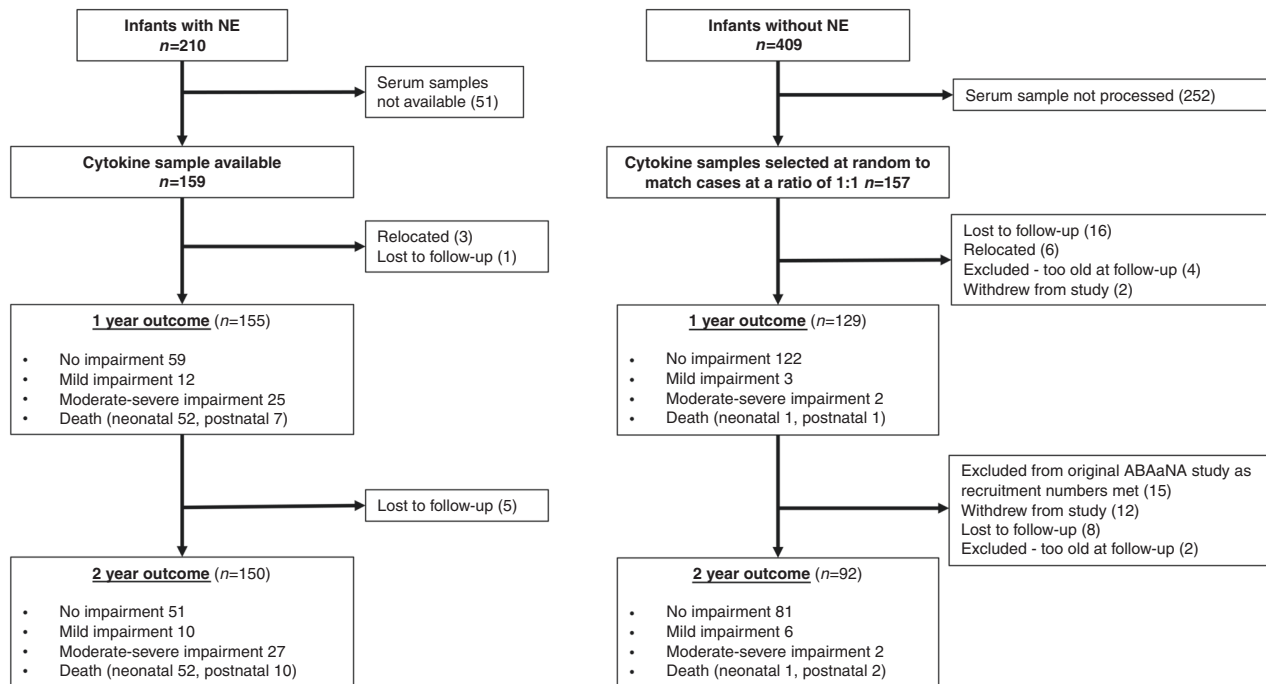 Infants with NE
n=210
Serum samples
not available (51)
Cytokine sample available
n=159
Relocated (3)
Lost to follow-up (1)
1 year outcome (n=155)
• No impairment 59
• Mild impairment 12
• Moderate-severe impairment 25
• Death (neonatal 52, postnatal 7)
Lost to follow-up (5)
2 year outcome (n=150)
• No impairment 51
• Mild impairment 10
• Moderate-severe impairment 27
• Death (neonatal 52, postnatal 10)
Infants without NE
n=409
Serum sample not processed (252)
Cytokine samples selected at random to
match cases at a ratio of 1:1 n=157
Lost to follow-up (16)
Relocated (6)
Excluded - too old at follow-up (4)
Withdrew from study (2)
1 year outcome (n=129)
• No impairment 122
• Mild impairment 3
• Moderate-severe impairment 2
• Death (neonatal 1, postnatal 1)
Excluded from original ABAaNA study as
recruitment numbers met (15)
Withdrew from study (12)
Lost to follow-up (8)
Excluded - too old at follow-up (2)
2 year outcome (n=92)
• No impairment 81
• Mild impairment 6
• Moderate-severe impairment 2
• Death (neonatal 1, postnatal 2)